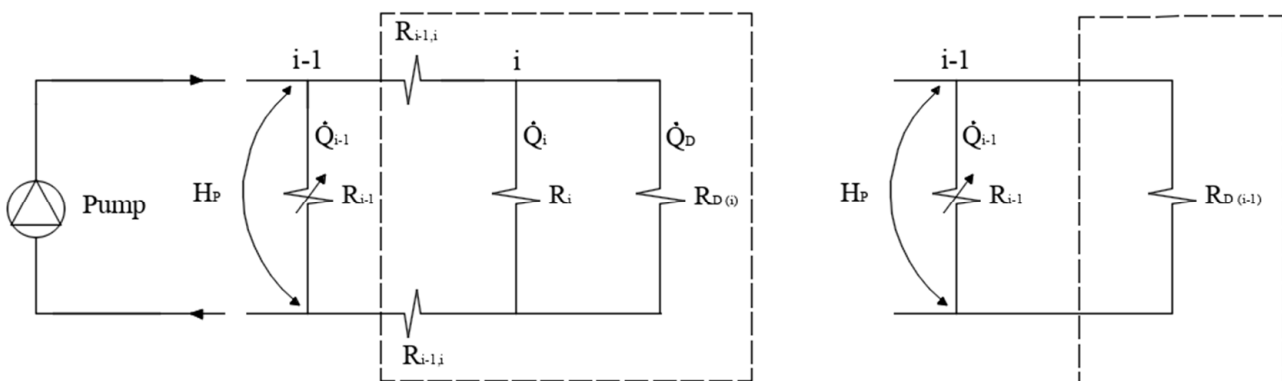 R i-1,i
i-1
i
i-1
Q̇ i-1
Q̇ i
Q̇ D
Q̇ i-1
Pump
H P
R i-1
R i
R D (i)
H P
R i-1
R D (i-1)
R i-1,i